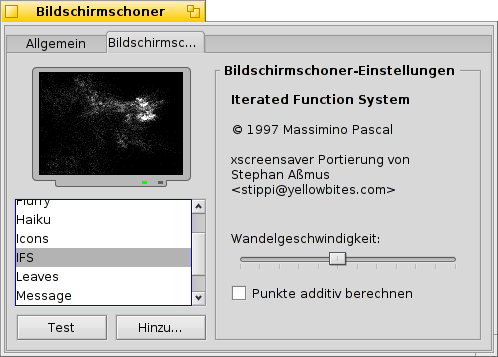 Bildschirmschoner
Allgemein
Bildschirmsc...
Bildschirmschoner-Einstellungen
Iterated Function System
© 1997 Massimino Pascal
xscreensaver Portierung von
Stephan Aßmus
<stippi@yellowbites.com>
Flurry
Haiku
Icons
IFS
Leaves
Message
Wandelgeschwindigkeit:
Punkte additiv berechnen
Test
Hinzu...